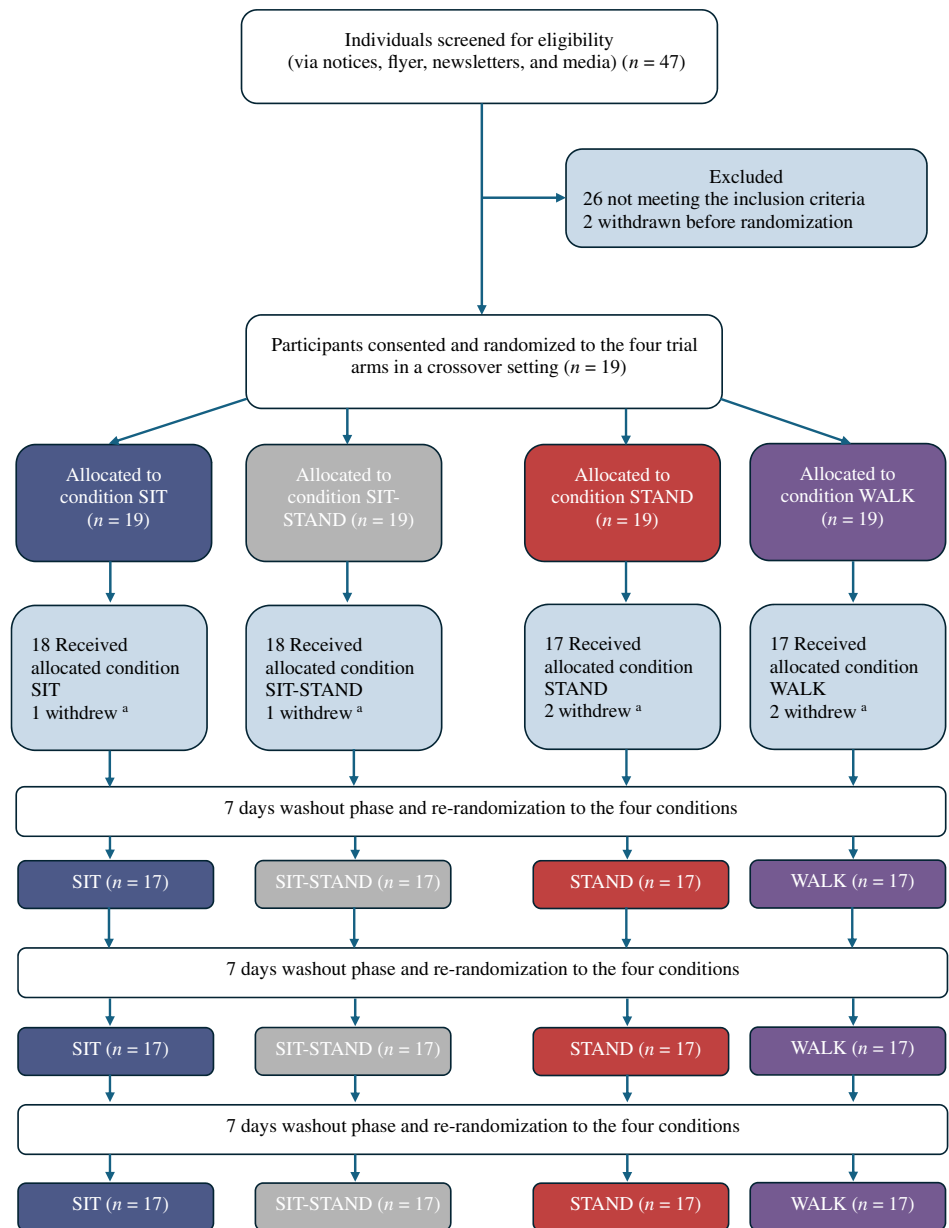 Individuals screened for eligibility
(via notices, flyer, newsletters, and media) (n = 47)
Excluded
26 not meeting the inclusion criteria
2 withdrawn before randomization
Participants consented and randomized to the four trial
arms in a crossover setting (n = 19)
Allocated to
condition SIT
(n = 19)
Allocated to
condition SIT-
STAND (n = 19)
Allocated to
condition STAND
(n = 19)
Allocated to
condition WALK
(n = 19)
18 Received
allocated condition
SIT
1 withdrew a
18 Received
allocated condition
SIT-STAND
1 withdrew a
17 Received
allocated condition
STAND
2 withdrew a
17 Received
allocated condition
WALK
2 withdrew a
7 days washout phase and re-randomization to the four conditions
SIT (n = 17)
SIT-STAND (n = 17)
STAND (n = 17)
WALK (n = 17)
7 days washout phase and re-randomization to the four conditions
SIT (n = 17)
SIT-STAND (n = 17)
STAND (n = 17)
WALK (n = 17)
7 days washout phase and re-randomization to the four conditions
SIT (n = 17)
SIT-STAND (n = 17)
STAND (n = 17)
WALK (n = 17)